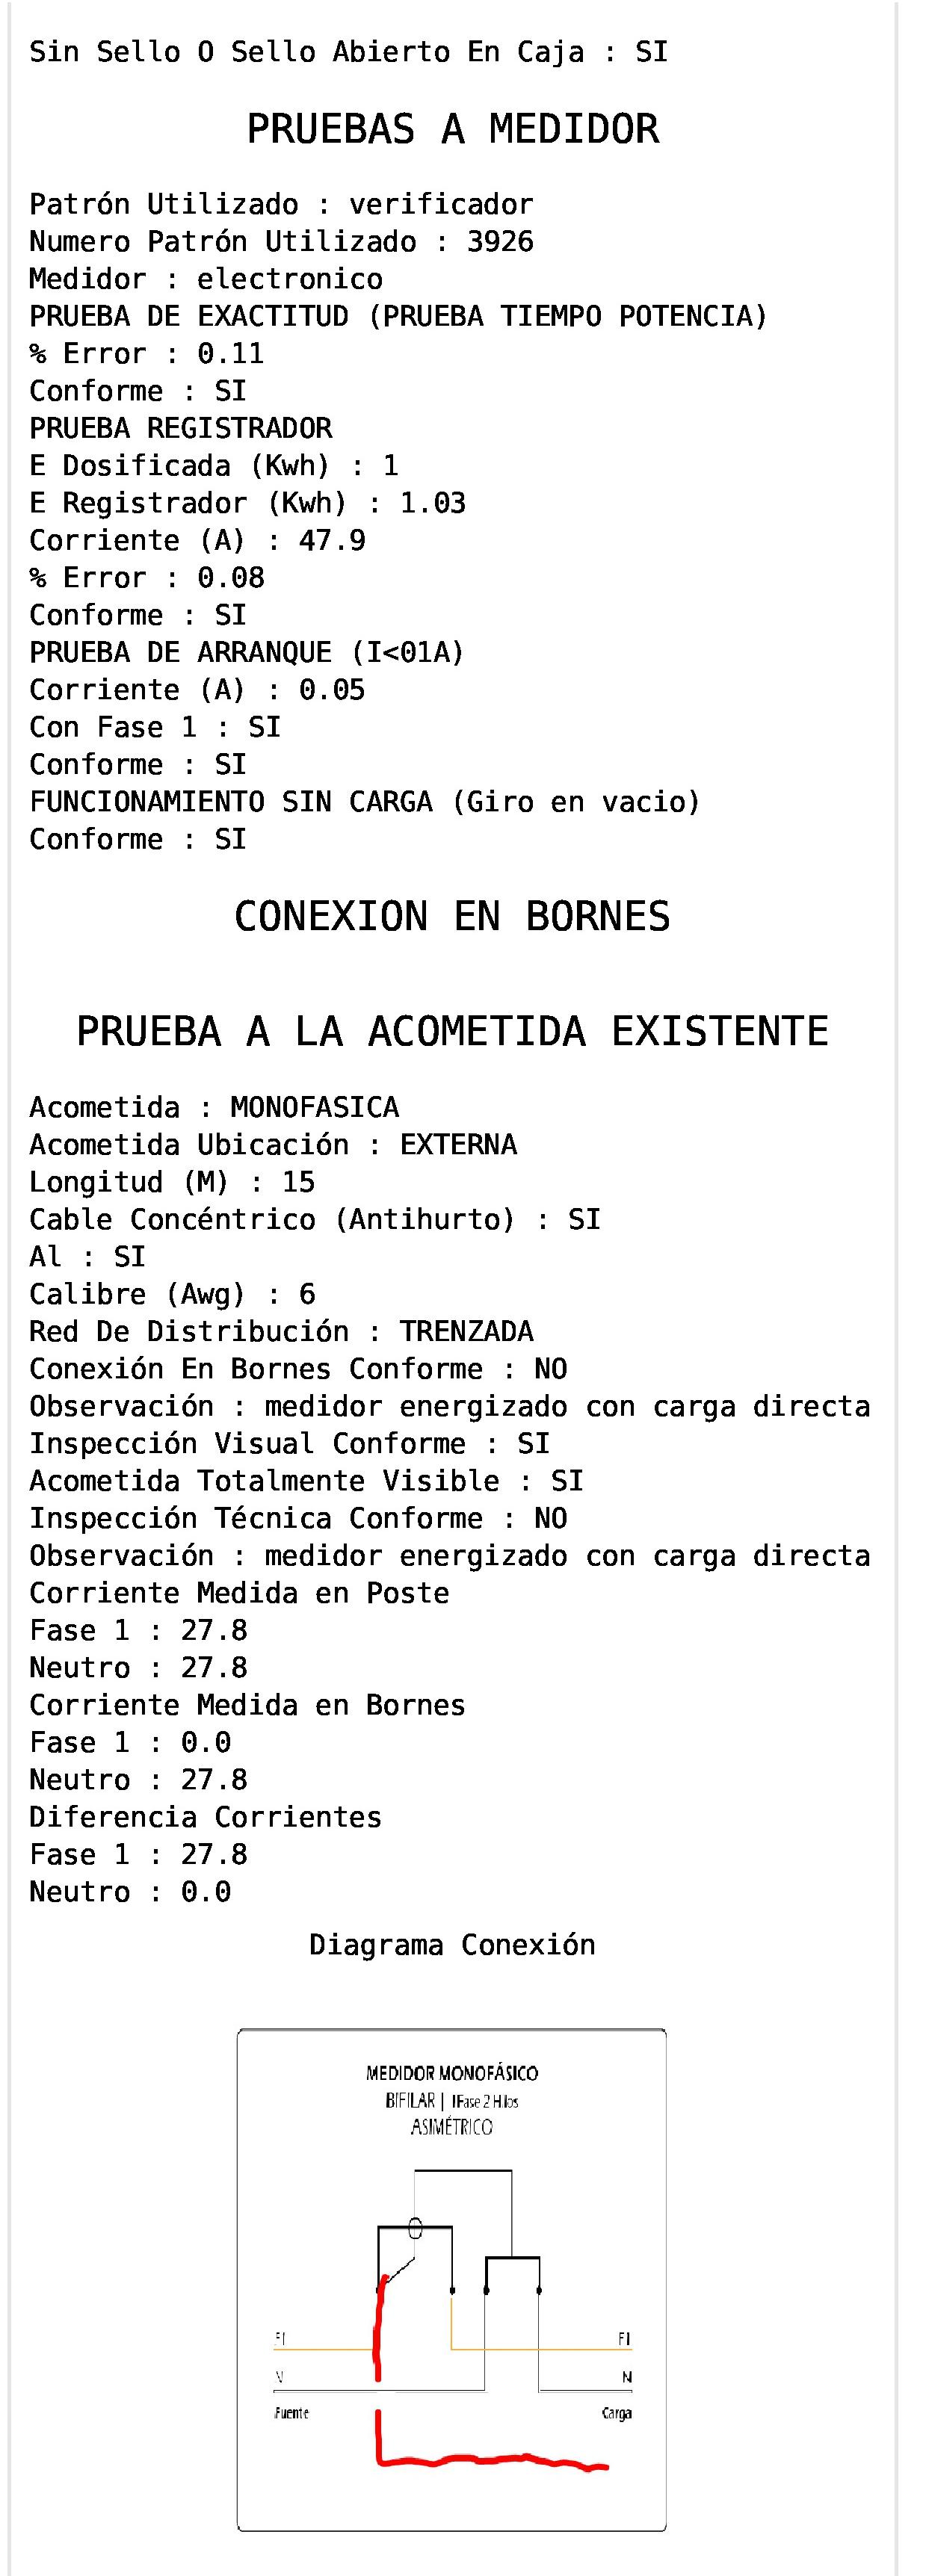 Sin Sello O Sello Abierto En Caja : SI
PRUEBAS A MEDIDOR
Patrón Utilizado : verificador
Numero Patrón Utilizado : 3926
Medidor : electronico
PRUEBA DE EXACTITUD (PRUEBA TIEMPO POTENCIA)
% Error : 0.11
Conforme : SI
PRUEBA REGISTRADOR
E Dosificada (Kwh) : 1
E Registrador (Kwh) : 1.03
Corriente (A) : 47.9
% Error : 0.08
Conforme : SI
PRUEBA DE ARRANQUE (I<01A)
Corriente (A) : 0.05
Con Fase 1 : SI
Conforme : SI
FUNCIONAMIENTO SIN CARGA (Giro en vacio)
Conforme : SI
CONEXION EN BORNES
PRUEBA A LA ACOMETIDA EXISTENTE
Acometida : MONOFASICA
Acometida Ubicación : EXTERNA
Longitud (M) : 15
Cable Concéntrico (Antihurto) : SI
Al : SI
Calibre (Awg) : 6
Red De Distribución : TRENZADA
Conexión En Bornes Conforme : NO
Observación : medidor energizado con carga directa
Inspección Visual Conforme : SI
Acometida Totalmente Visible : SI
Inspección Técnica Conforme : NO
Observación : medidor energizado con carga directa
Corriente Medida en Poste
Fase 1 : 27.8
Neutro : 27.8
Corriente Medida en Bornes
Fase 1 : 0.0
Neutro : 27.8
Diferencia Corrientes
Fase 1 : 27.8
Neutro : 0.0
Diagrama Conexión
MEDIDOR MONOFÁSICO
BIFILAR | 1Fase 2 Hilos
ASIMÉTRICO
F1 F1
N N
Fuente Carga